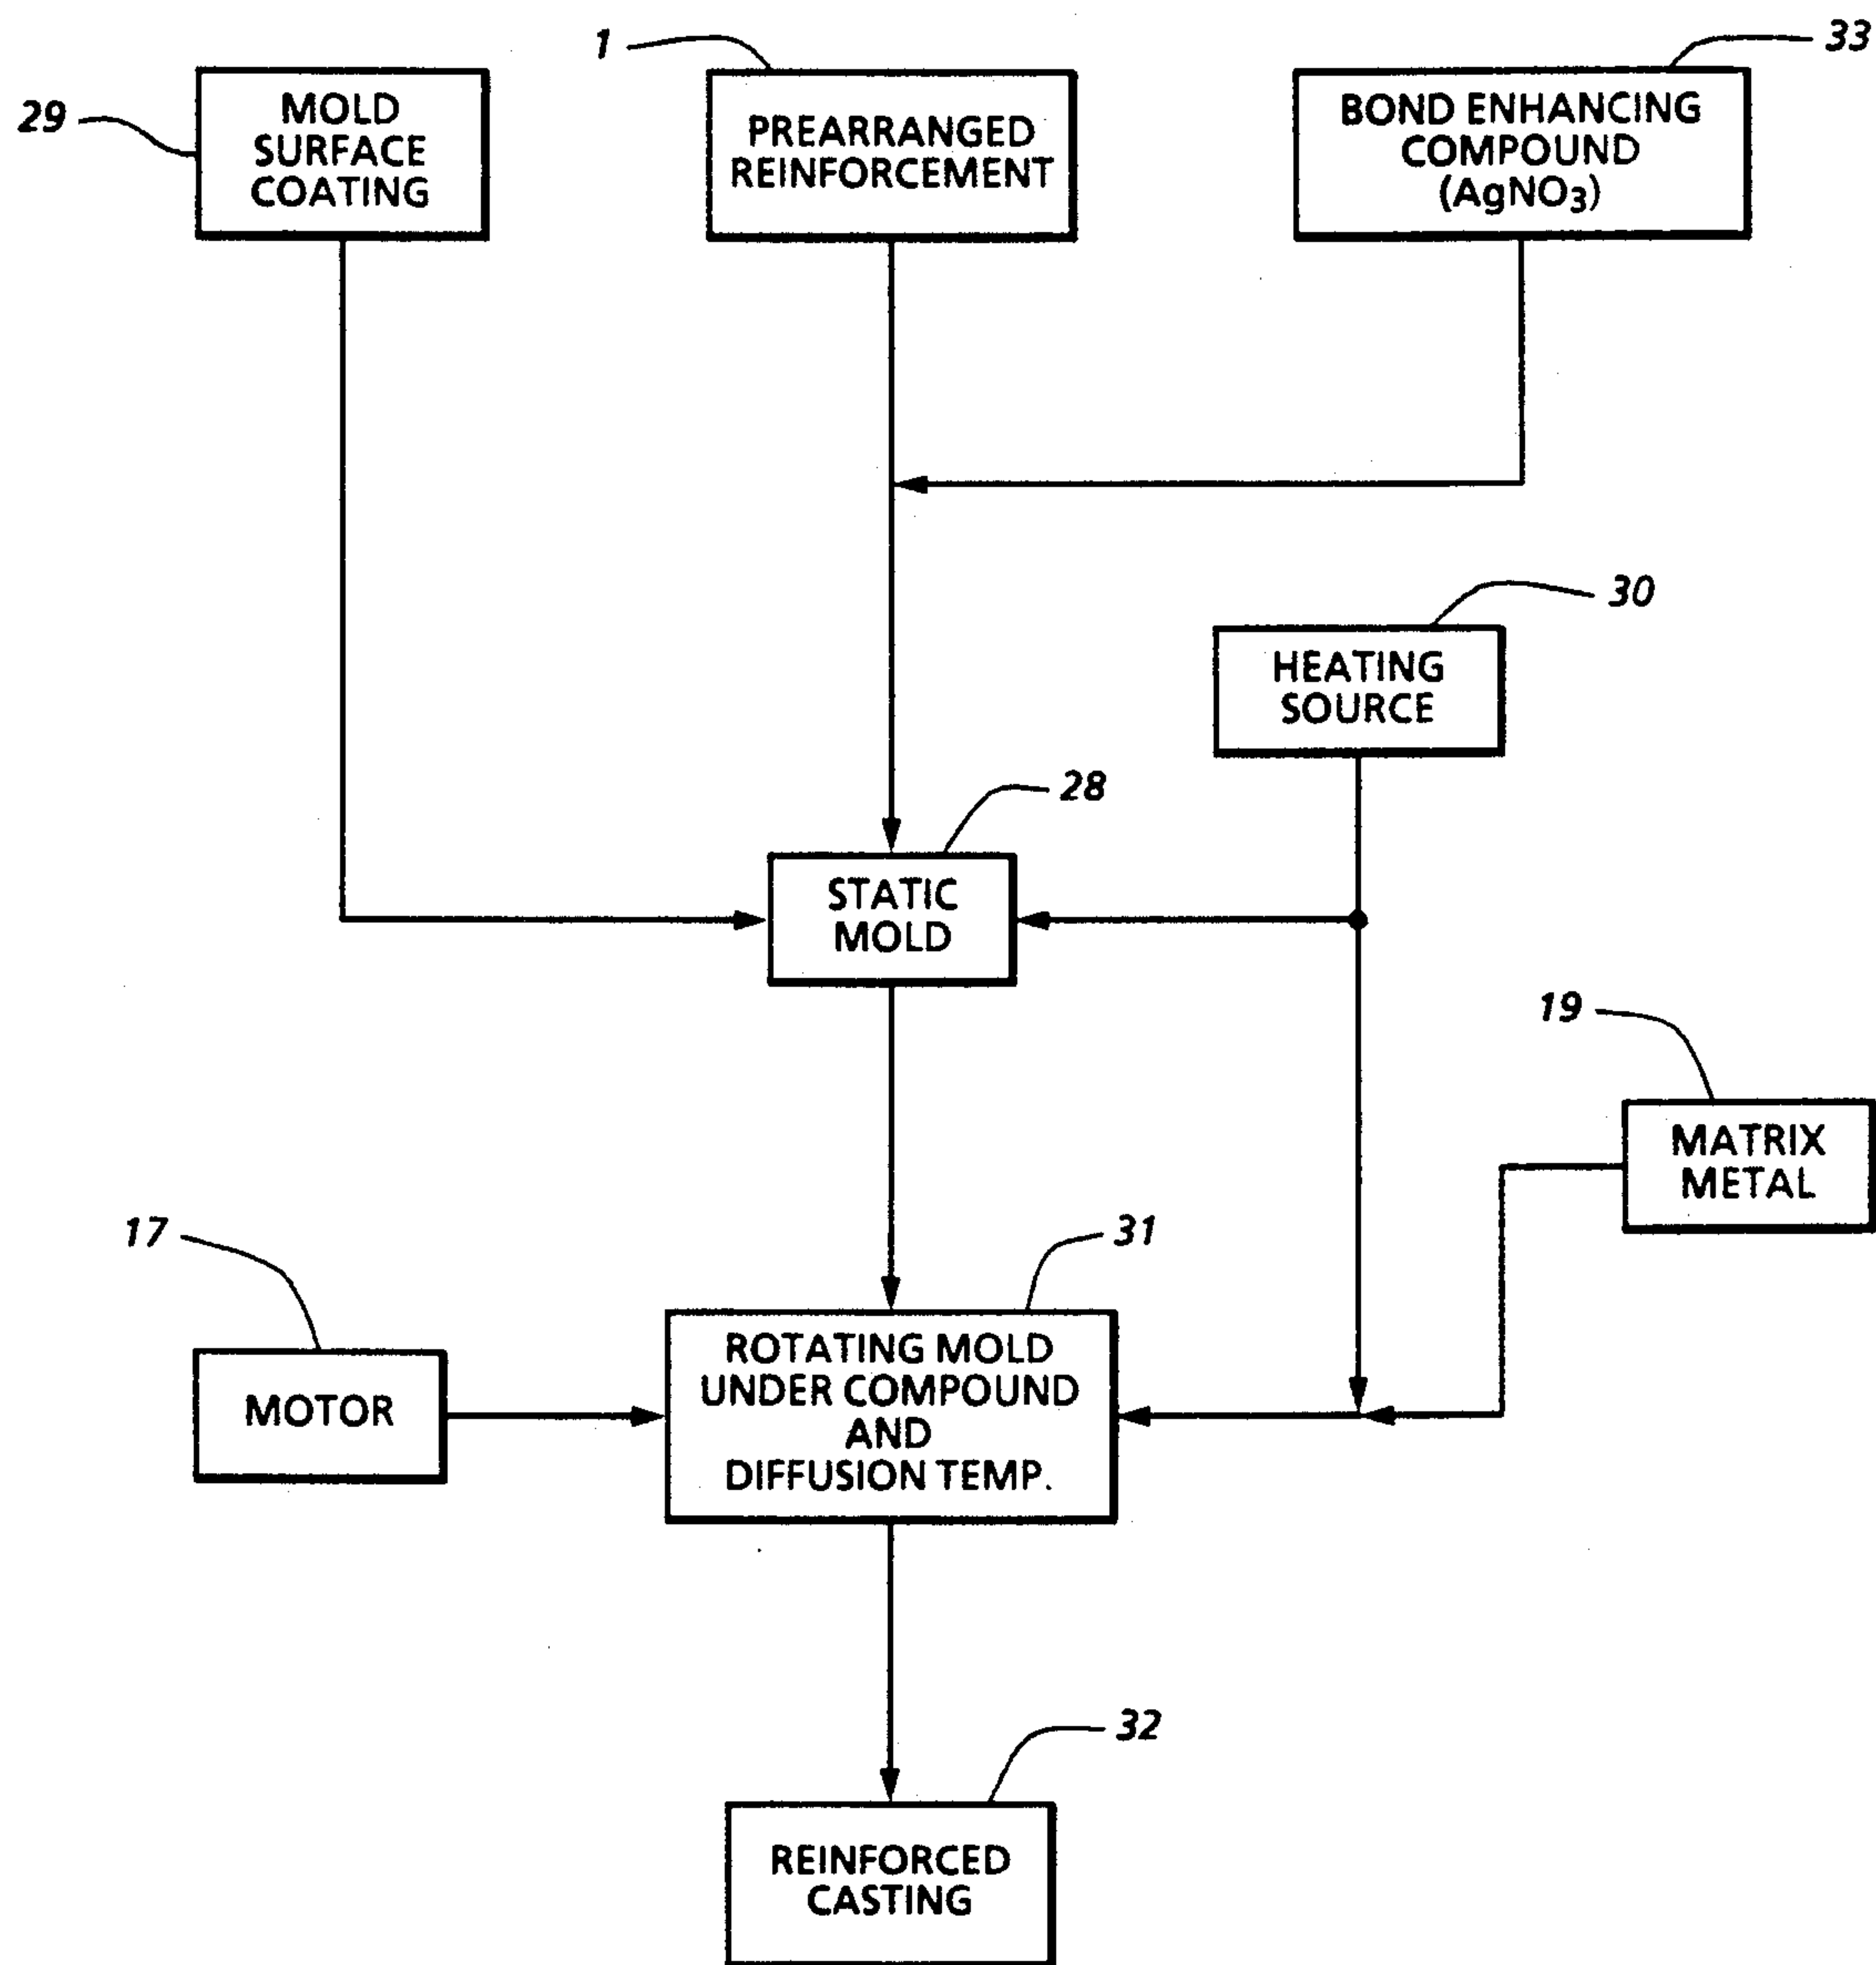 1
33
29
MOLD
SURFACE
COATING
PREARRANGED
REINFORCEMENT
BOND ENHANCING
COMPOUND
(AgNO3)
30
HEATING
SOURCE
28
STATIC
MOLD
19
MATRIX
METAL
17
MOTOR
31
ROTATING MOLD
UNDER COMPOUND
AND
DIFFUSION TEMP.
32
REINFORCED
CASTING